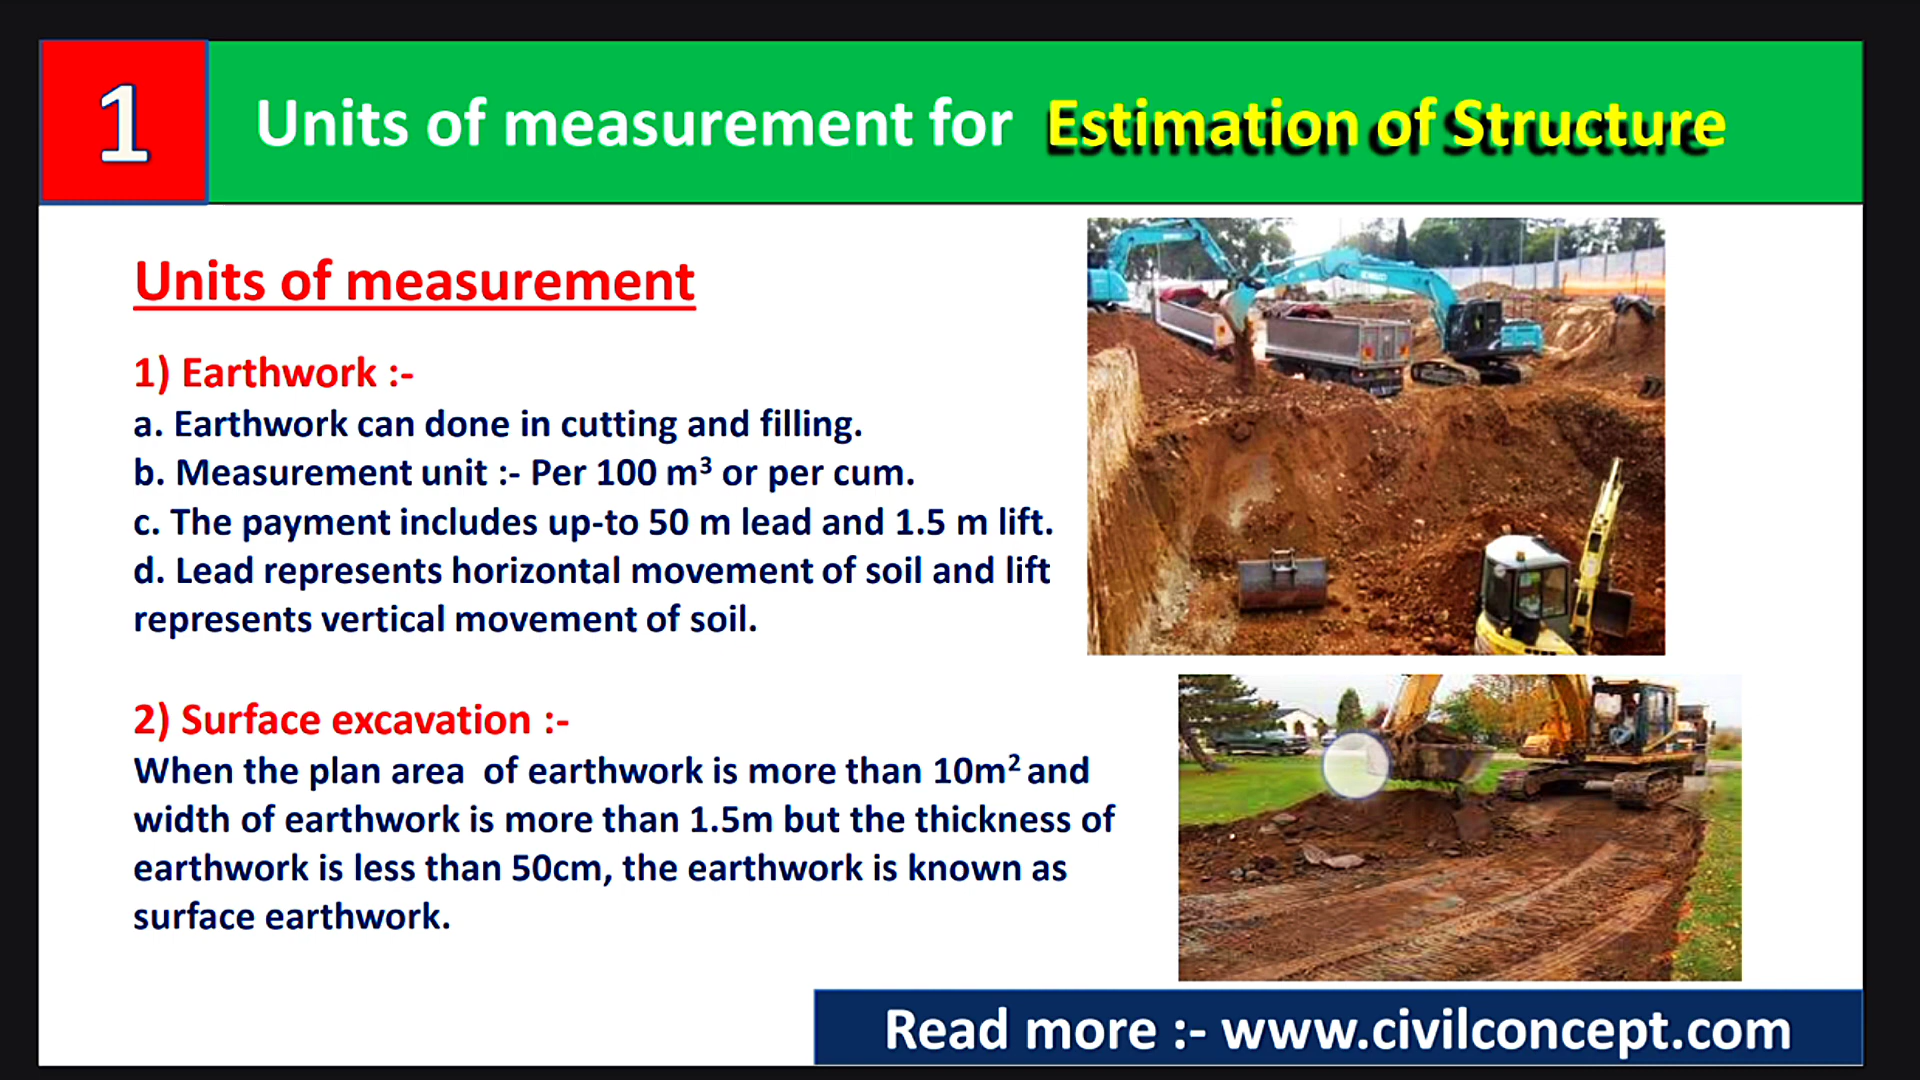 1
Units of measurement for Estimation of Structure
Units of measurement
1) Earthwork :-
a. Earthwork can done in cutting and filling.
b. Measurement unit :- Per 100 m³ or per cum.
c. The payment includes up-to 50 m lead and 1.5 m lift.
d. Lead represents horizontal movement of soil and lift
represents vertical movement of soil.
2) Surface excavation :-
When the plan area of earthwork is more than 10m² and
width of earthwork is more than 1.5m but the thickness of
earthwork is less than 50cm, the earthwork is known as
surface earthwork.
Read more :- www.civilconcept.com